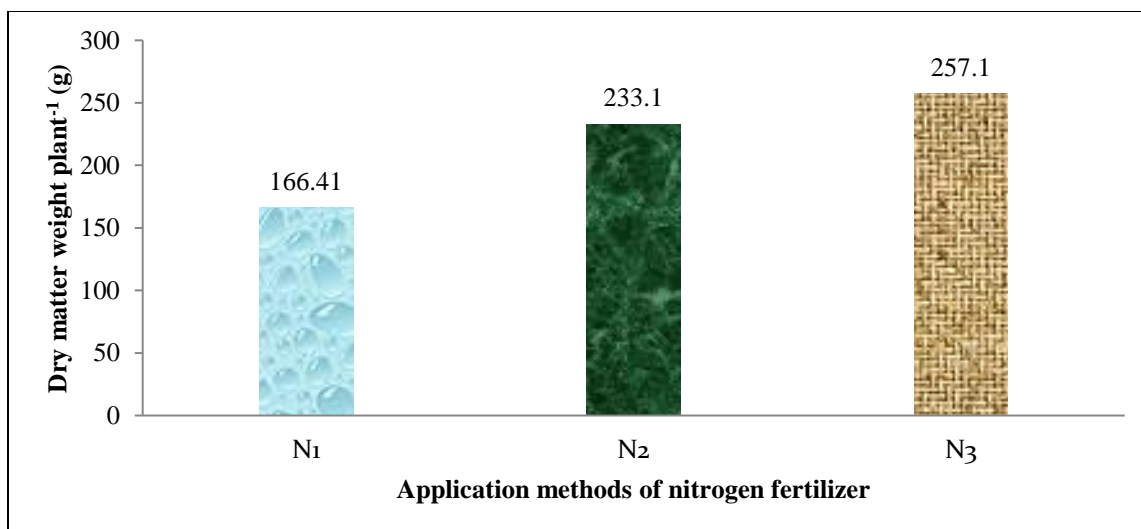 Dry matter weight plant⁻¹ (g)
300
250
200
150
100
50
0
166.41
233.1
257.1
N1
N2
N3
Application methods of nitrogen fertilizer